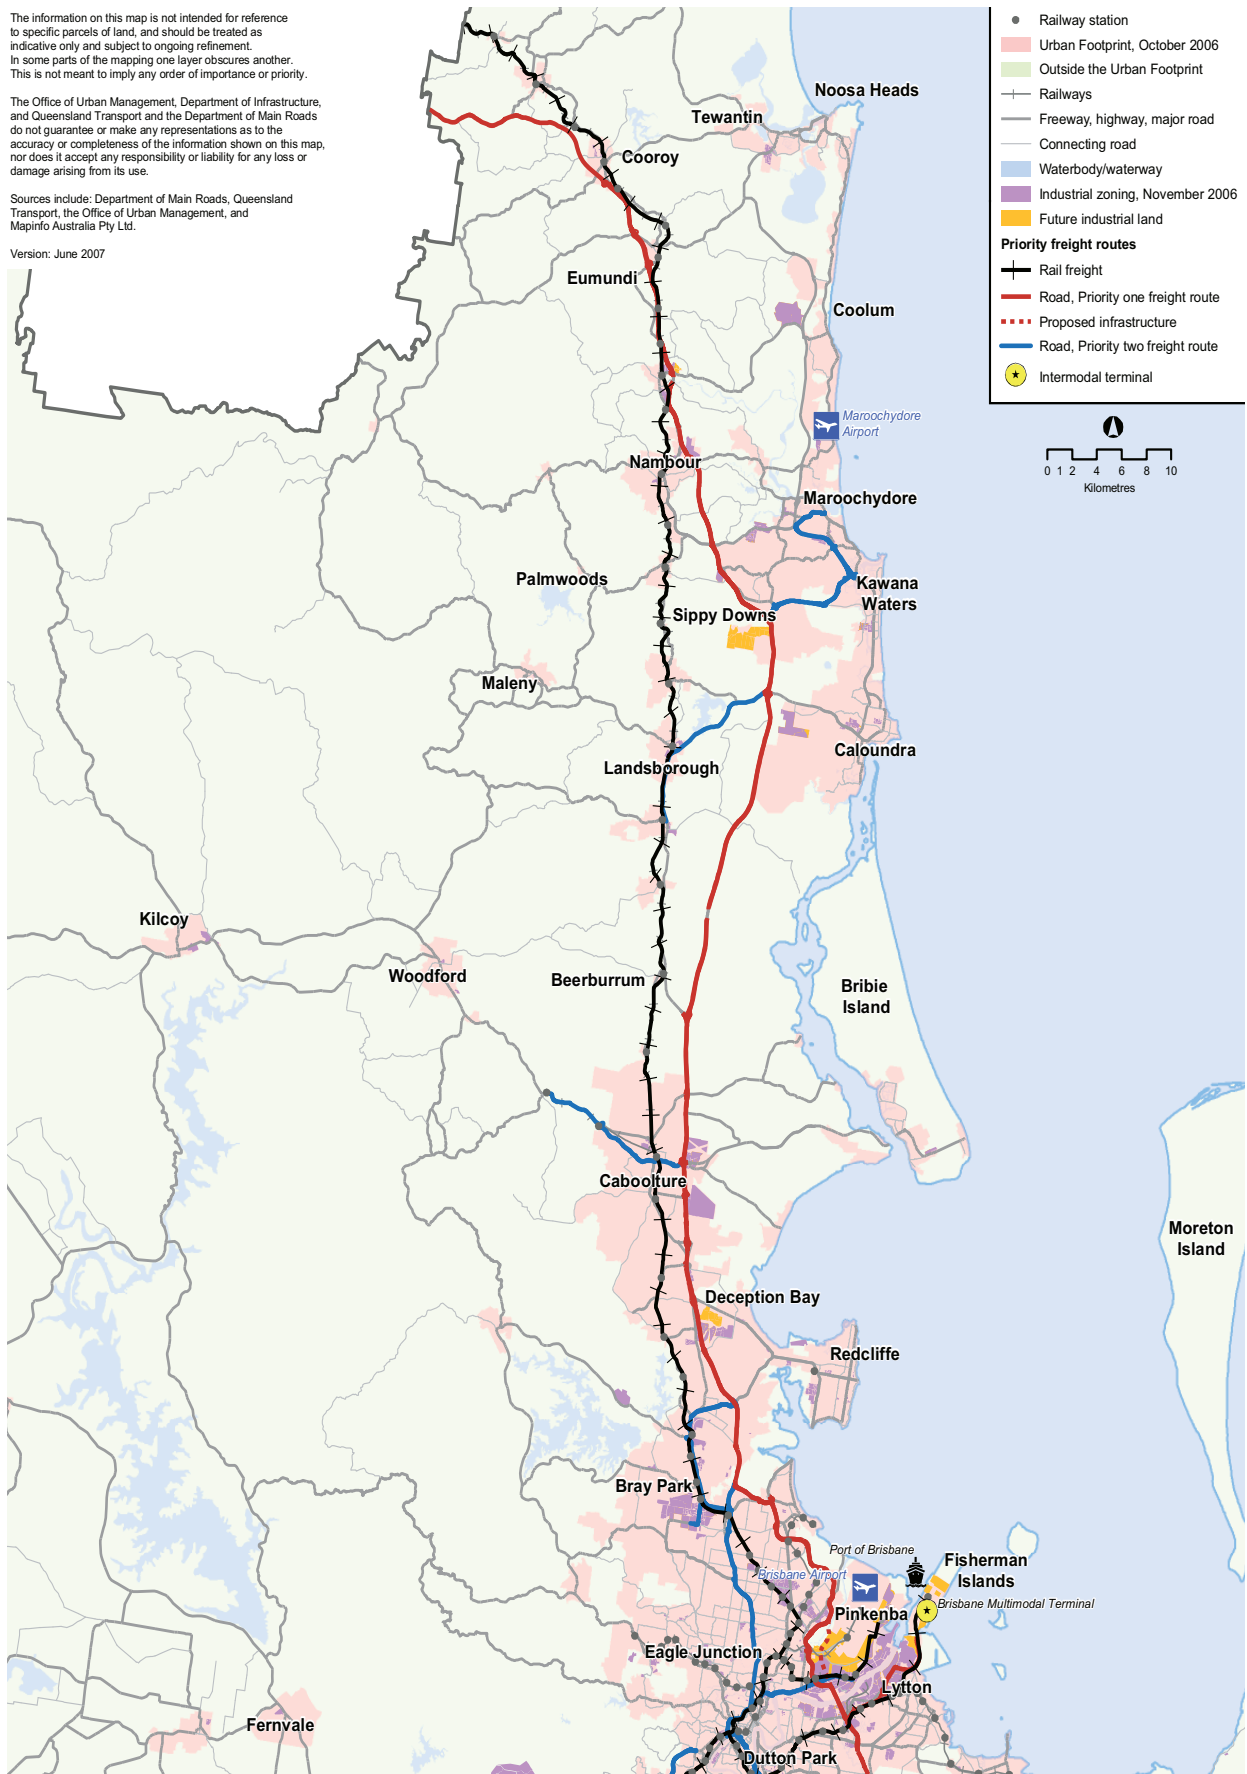 The information on this map is not intended for reference
to specific parcels of land, and should be treated as
indicative only and subject to ongoing refinement.
In some parts of the mapping one layer obscures another.
This is not meant to imply any order of importance or priority.
The Office of Urban Management, Department of Infrastructure,
and Queensland Transport and the Department of Main Roads
do not guarantee or make any representations as to the
accuracy or completeness of the information shown on this map,
nor does it accept any responsibility or liability for any loss or
damage arising from its use.
Sources include: Department of Main Roads, Queensland
Transport, the Office of Urban Management, and
Mapinfo Australia Pty Ltd.
Version: June 2007
Railway station
Urban Footprint, October 2006
Outside the Urban Footprint
Railways
Freeway, highway, major road
Connecting road
Waterbody/waterway
Industrial zoning, November 2006
Future industrial land
Priority freight routes
Rail freight
Road, Priority one freight route
Proposed infrastructure
Road, Priority two freight route
Intermodal terminal
0 1 2 4 6 8 10
Kilometres
Noosa Heads
Tewantin
Cooroy
Eumundi
Coolum
Maroochydore
Airport
Nambour
Maroochydore
Palmwoods
Kawana
Waters
Sippy Downs
Maleny
Caloundra
Landsborough
Kilcoy
Woodford
Beerburrum
Bribie
Island
Caboolture
Moreton
Island
Deception Bay
Redcliffe
Bray Park
Port of Brisbane
Fisherman
Islands
Brisbane Airport
Brisbane Multimodal Terminal
Pinkenba
Eagle Junction
Lytton
Fernvale
Dutton Park